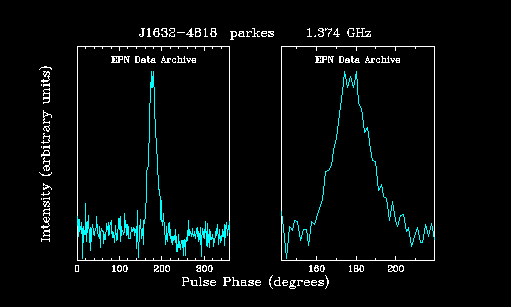 J1632-4818 parkes 1.374 GHz
EPN Data Archive
EPN Data Archive
Intensity (arbitrary units)
0 100 200 300
160 180 200
Pulse Phase (degrees)